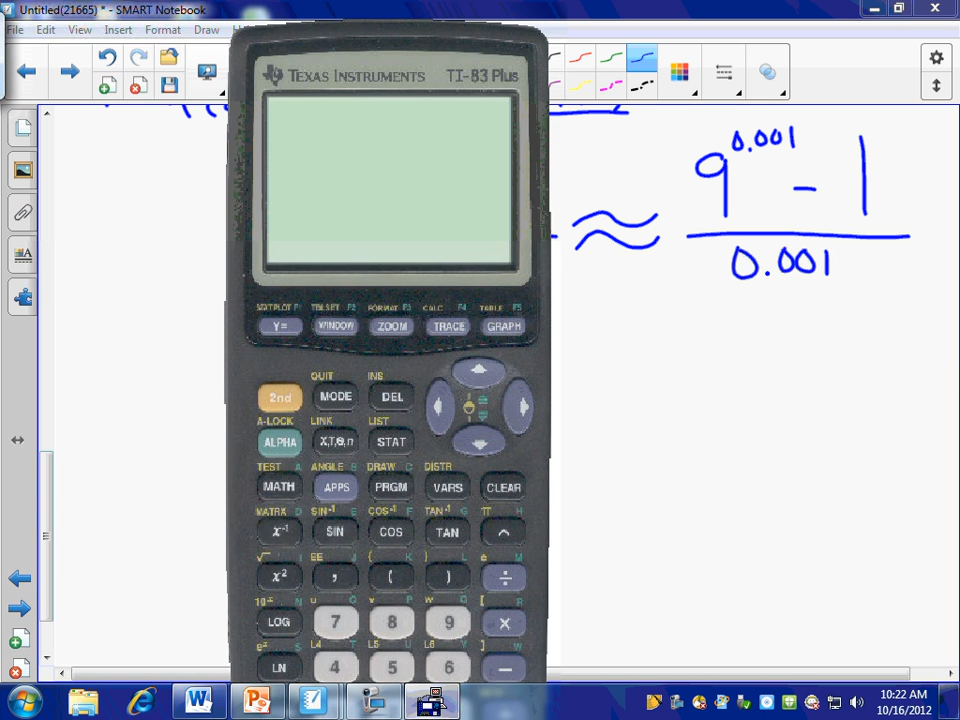 Untitled(21665) * - SMART Notebook
File Edit View Insert Format Draw
TEXAS INSTRUMENTS TI-83 Plus
≈ 9^0.001 - 1
0.001
STATPLOT F1 TBLSET F2 FORMAT F3 CALC F4 TABLE F5
Y= WINDOW ZOOM TRACE GRAPH
QUIT INS
2nd MODE DEL
A-LOCK LINK LIST
ALPHA X,T,Θ,n STAT
TEST A ANGLE B DRAW C DISTR
MATH APPS PRGM VARS CLEAR
MATRX D SIN⁻¹ E COS⁻¹ F TAN⁻¹ G π H
x⁻¹ SIN COS TAN ^
√ I EE J { K } L e M
x² , ( ) ÷
10ˣ N u O v P w Q [ R
LOG 7 8 9 ×
eˣ S L4 T L5 U L6 V ] W
LN 4 5 6 −
10:22 AM
10/16/2012